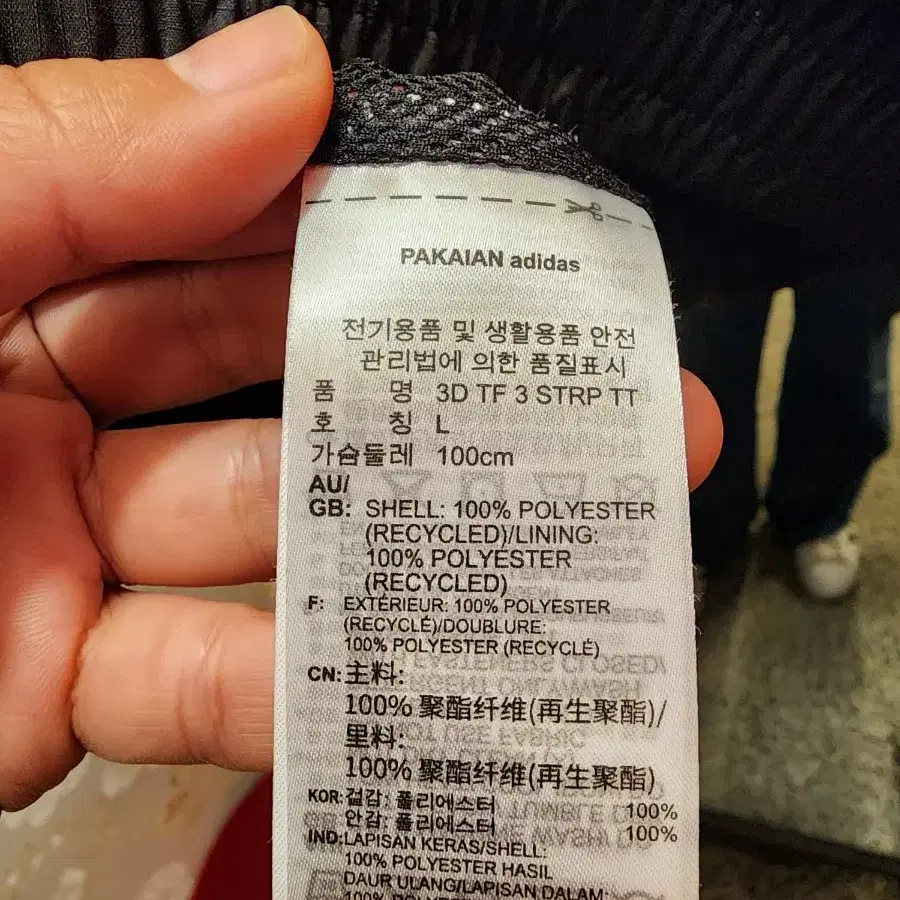 PAKAIAN adidas
전기용품 및 생활용품 안전
관리법에 의한 품질표시
품 명 3D TF 3 STRP TT
호 칭 L
가슴둘레 100cm
AU/
GB: SHELL: 100% POLYESTER
(RECYCLED)/LINING:
100% POLYESTER
(RECYCLED)
F: EXTÉRIEUR: 100% POLYESTER
(RECYCLÉ)/DOUBLURE:
100% POLYESTER (RECYCLÉ)
CN: 主料:
100% 聚酯纤维(再生聚酯)/
里料:
100% 聚酯纤维(再生聚酯)
KOR: 겉감: 폴리에스터 100%
안감: 폴리에스터 100%
IND: LAPISAN KERAS/SHELL:
100% POLYESTER HASIL
DAUR ULANG/LAPISAN DALAM:
100% POLYESTER HASIL